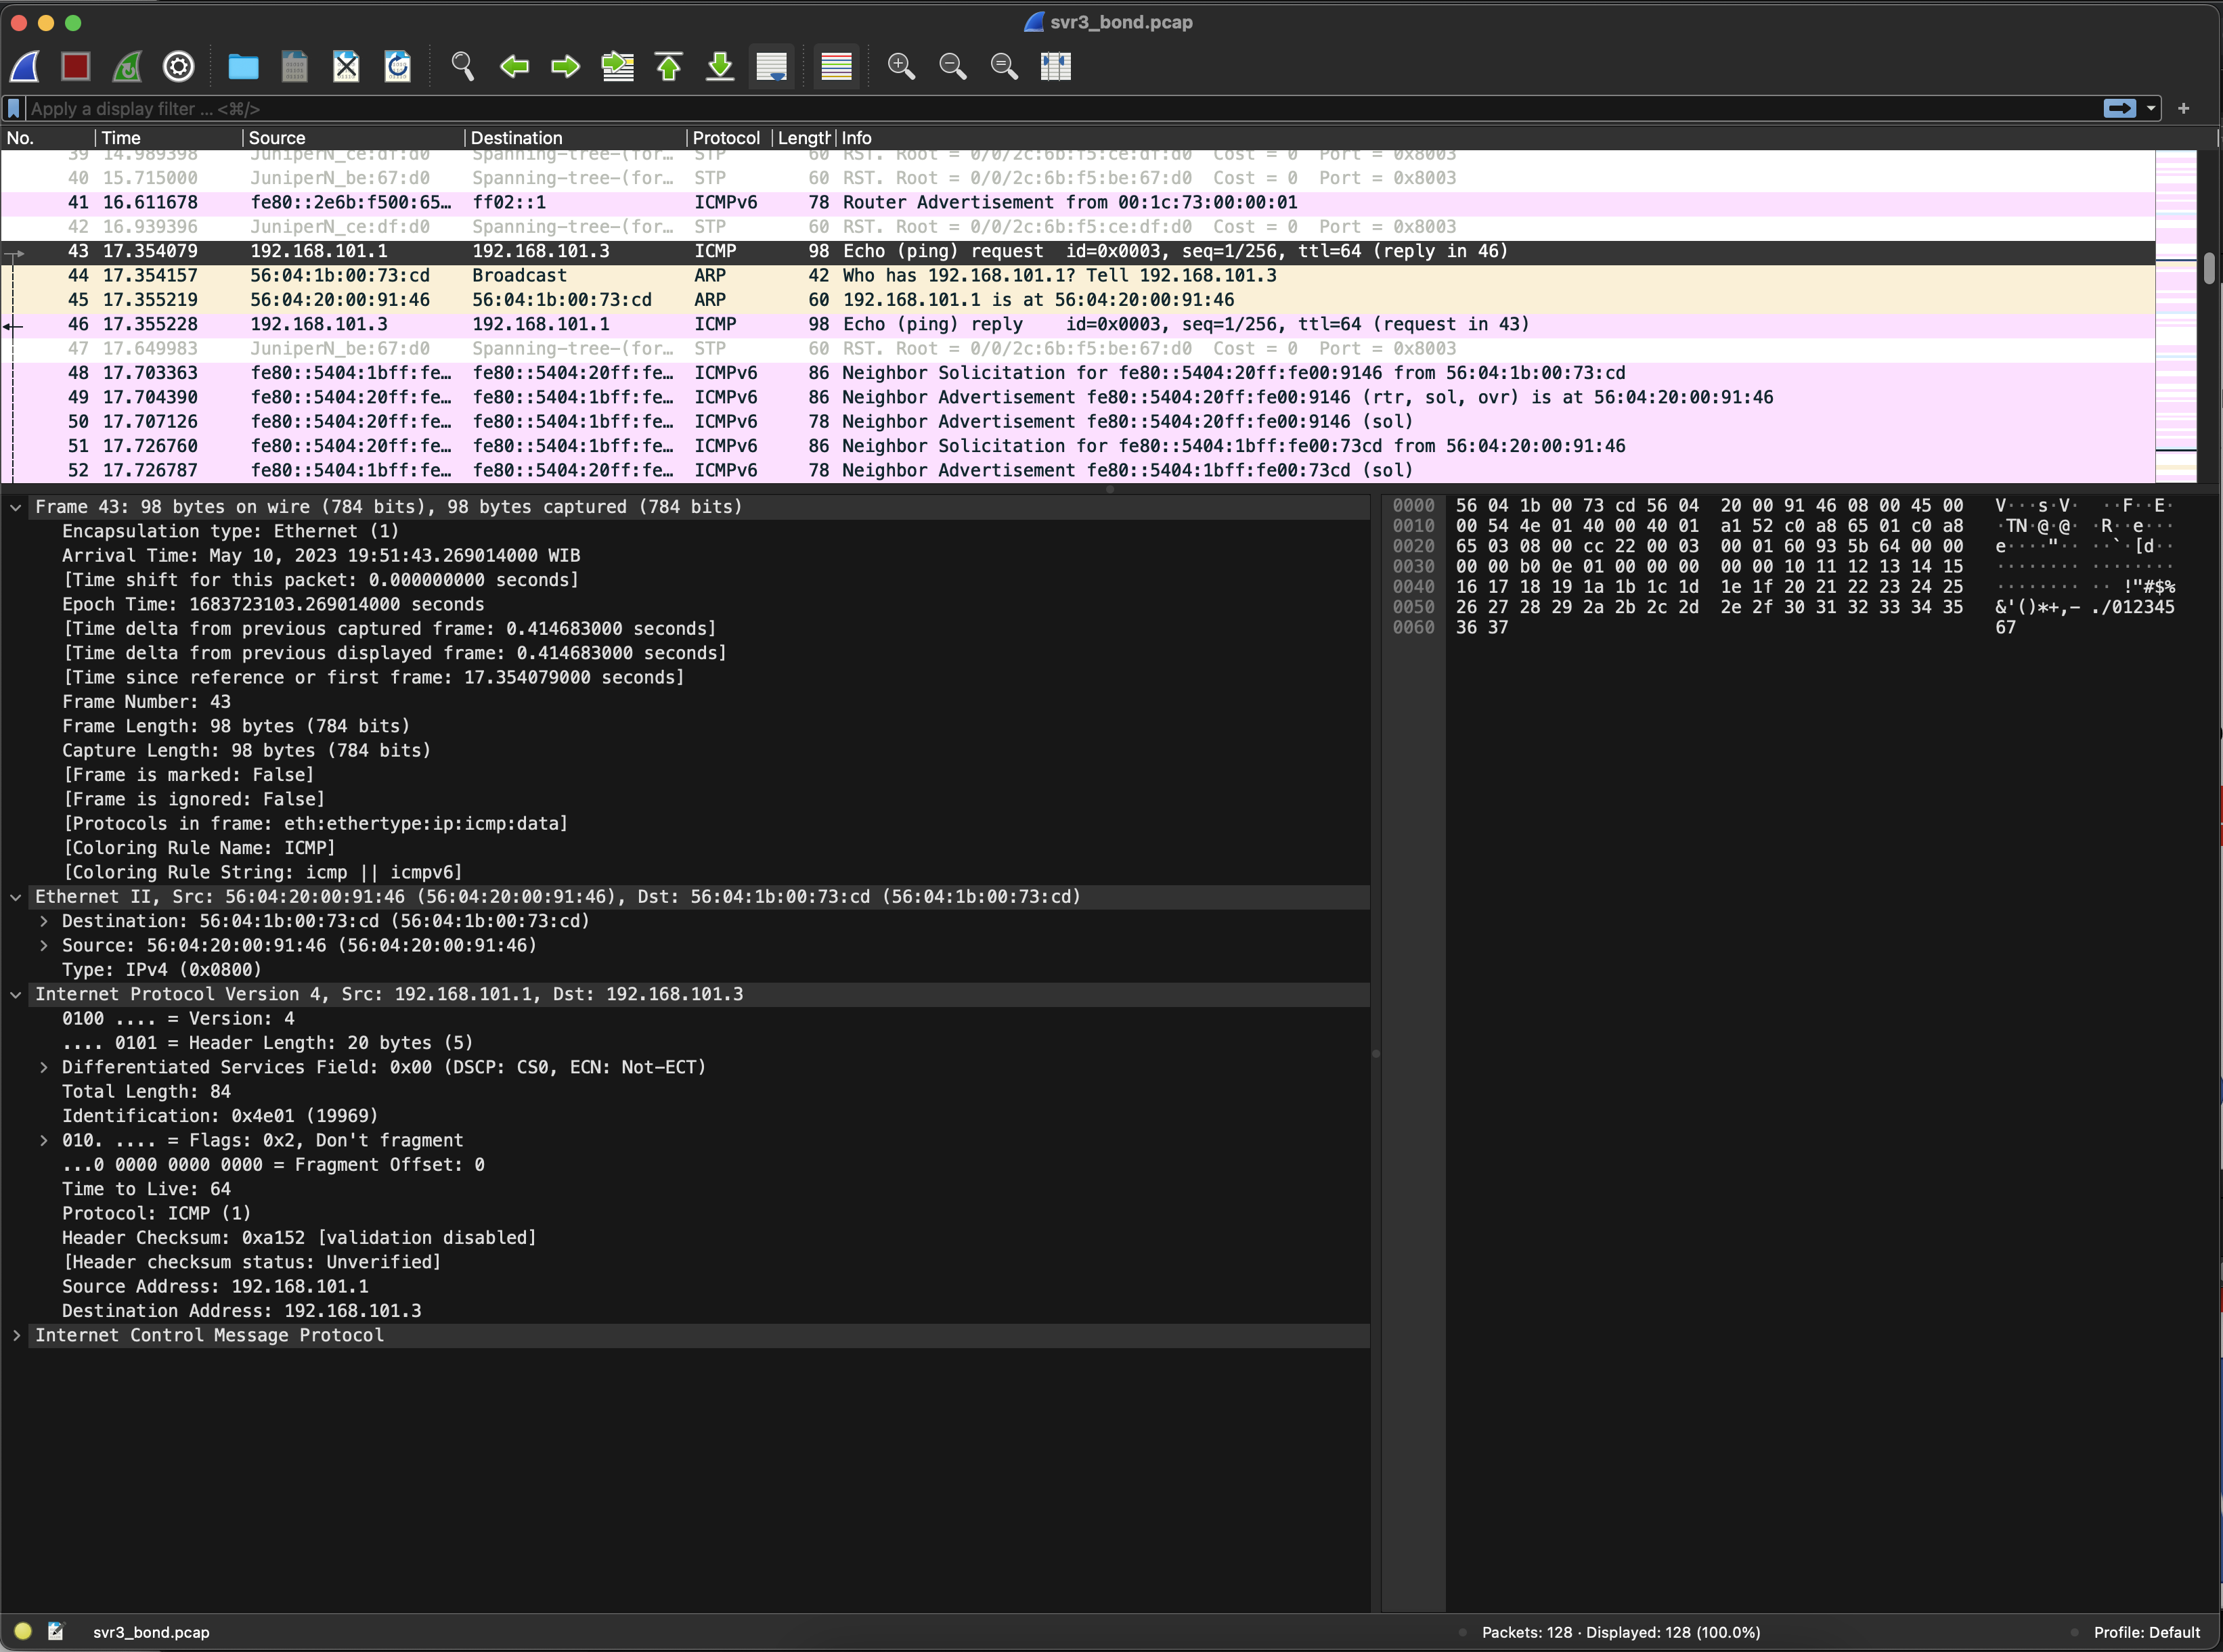 svr3_bond.pcap
Apply a display filter ... <⌘/>
No. Time Source Destination Protocol Length Info
39 14.989398 JuniperN_ce:df:d0 Spanning-tree-(for… STP 60 RST. Root = 0/0/2c:6b:f5:ce:df:d0 Cost = 0 Port = 0x8003
40 15.715000 JuniperN_be:67:d0 Spanning-tree-(for… STP 60 RST. Root = 0/0/2c:6b:f5:be:67:d0 Cost = 0 Port = 0x8003
41 16.611678 fe80::2e6b:f500:65… ff02::1 ICMPv6 78 Router Advertisement from 00:1c:73:00:00:01
42 16.939396 JuniperN_ce:df:d0 Spanning-tree-(for… STP 60 RST. Root = 0/0/2c:6b:f5:ce:df:d0 Cost = 0 Port = 0x8003
43 17.354079 192.168.101.1 192.168.101.3 ICMP 98 Echo (ping) request id=0x0003, seq=1/256, ttl=64 (reply in 46)
44 17.354157 56:04:1b:00:73:cd Broadcast ARP 42 Who has 192.168.101.1? Tell 192.168.101.3
45 17.355219 56:04:20:00:91:46 56:04:1b:00:73:cd ARP 60 192.168.101.1 is at 56:04:20:00:91:46
46 17.355228 192.168.101.3 192.168.101.1 ICMP 98 Echo (ping) reply id=0x0003, seq=1/256, ttl=64 (request in 43)
47 17.649983 JuniperN_be:67:d0 Spanning-tree-(for… STP 60 RST. Root = 0/0/2c:6b:f5:be:67:d0 Cost = 0 Port = 0x8003
48 17.703363 fe80::5404:1bff:fe… fe80::5404:20ff:fe… ICMPv6 86 Neighbor Solicitation for fe80::5404:20ff:fe00:9146 from 56:04:1b:00:73:cd
49 17.704390 fe80::5404:20ff:fe… fe80::5404:1bff:fe… ICMPv6 86 Neighbor Advertisement fe80::5404:20ff:fe00:9146 (rtr, sol, ovr) is at 56:04:20:00:91:46
50 17.707126 fe80::5404:20ff:fe… fe80::5404:1bff:fe… ICMPv6 78 Neighbor Advertisement fe80::5404:20ff:fe00:9146 (sol)
51 17.726760 fe80::5404:20ff:fe… fe80::5404:1bff:fe… ICMPv6 86 Neighbor Solicitation for fe80::5404:1bff:fe00:73cd from 56:04:20:00:91:46
52 17.726787 fe80::5404:1bff:fe… fe80::5404:20ff:fe… ICMPv6 78 Neighbor Advertisement fe80::5404:1bff:fe00:73cd (sol)
Frame 43: 98 bytes on wire (784 bits), 98 bytes captured (784 bits)
Encapsulation type: Ethernet (1)
Arrival Time: May 10, 2023 19:51:43.269014000 WIB
[Time shift for this packet: 0.000000000 seconds]
Epoch Time: 1683723103.269014000 seconds
[Time delta from previous captured frame: 0.414683000 seconds]
[Time delta from previous displayed frame: 0.414683000 seconds]
[Time since reference or first frame: 17.354079000 seconds]
Frame Number: 43
Frame Length: 98 bytes (784 bits)
Capture Length: 98 bytes (784 bits)
[Frame is marked: False]
[Frame is ignored: False]
[Protocols in frame: eth:ethertype:ip:icmp:data]
[Coloring Rule Name: ICMP]
[Coloring Rule String: icmp || icmpv6]
Ethernet II, Src: 56:04:20:00:91:46 (56:04:20:00:91:46), Dst: 56:04:1b:00:73:cd (56:04:1b:00:73:cd)
Destination: 56:04:1b:00:73:cd (56:04:1b:00:73:cd)
Source: 56:04:20:00:91:46 (56:04:20:00:91:46)
Type: IPv4 (0x0800)
Internet Protocol Version 4, Src: 192.168.101.1, Dst: 192.168.101.3
0100 .... = Version: 4
.... 0101 = Header Length: 20 bytes (5)
Differentiated Services Field: 0x00 (DSCP: CS0, ECN: Not-ECT)
Total Length: 84
Identification: 0x4e01 (19969)
010. .... = Flags: 0x2, Don't fragment
...0 0000 0000 0000 = Fragment Offset: 0
Time to Live: 64
Protocol: ICMP (1)
Header Checksum: 0xa152 [validation disabled]
[Header checksum status: Unverified]
Source Address: 192.168.101.1
Destination Address: 192.168.101.3
Internet Control Message Protocol
0000 56 04 1b 00 73 cd 56 04 20 00 91 46 08 00 45 00 V···s·V· ··F··E·
0010 00 54 4e 01 40 00 40 01 a1 52 c0 a8 65 01 c0 a8 ·TN·@·@· ·R··e···
0020 65 03 08 00 cc 22 00 03 00 01 60 93 5b 64 00 00 e····"·· ··`·[d··
0030 00 00 b0 0e 01 00 00 00 00 00 10 11 12 13 14 15 ········ ········
0040 16 17 18 19 1a 1b 1c 1d 1e 1f 20 21 22 23 24 25 ········ ·· !"#$%
0050 26 27 28 29 2a 2b 2c 2d 2e 2f 30 31 32 33 34 35 &'()*+,- ./012345
0060 36 37 67
svr3_bond.pcap
Packets: 128 · Displayed: 128 (100.0%)
Profile: Default